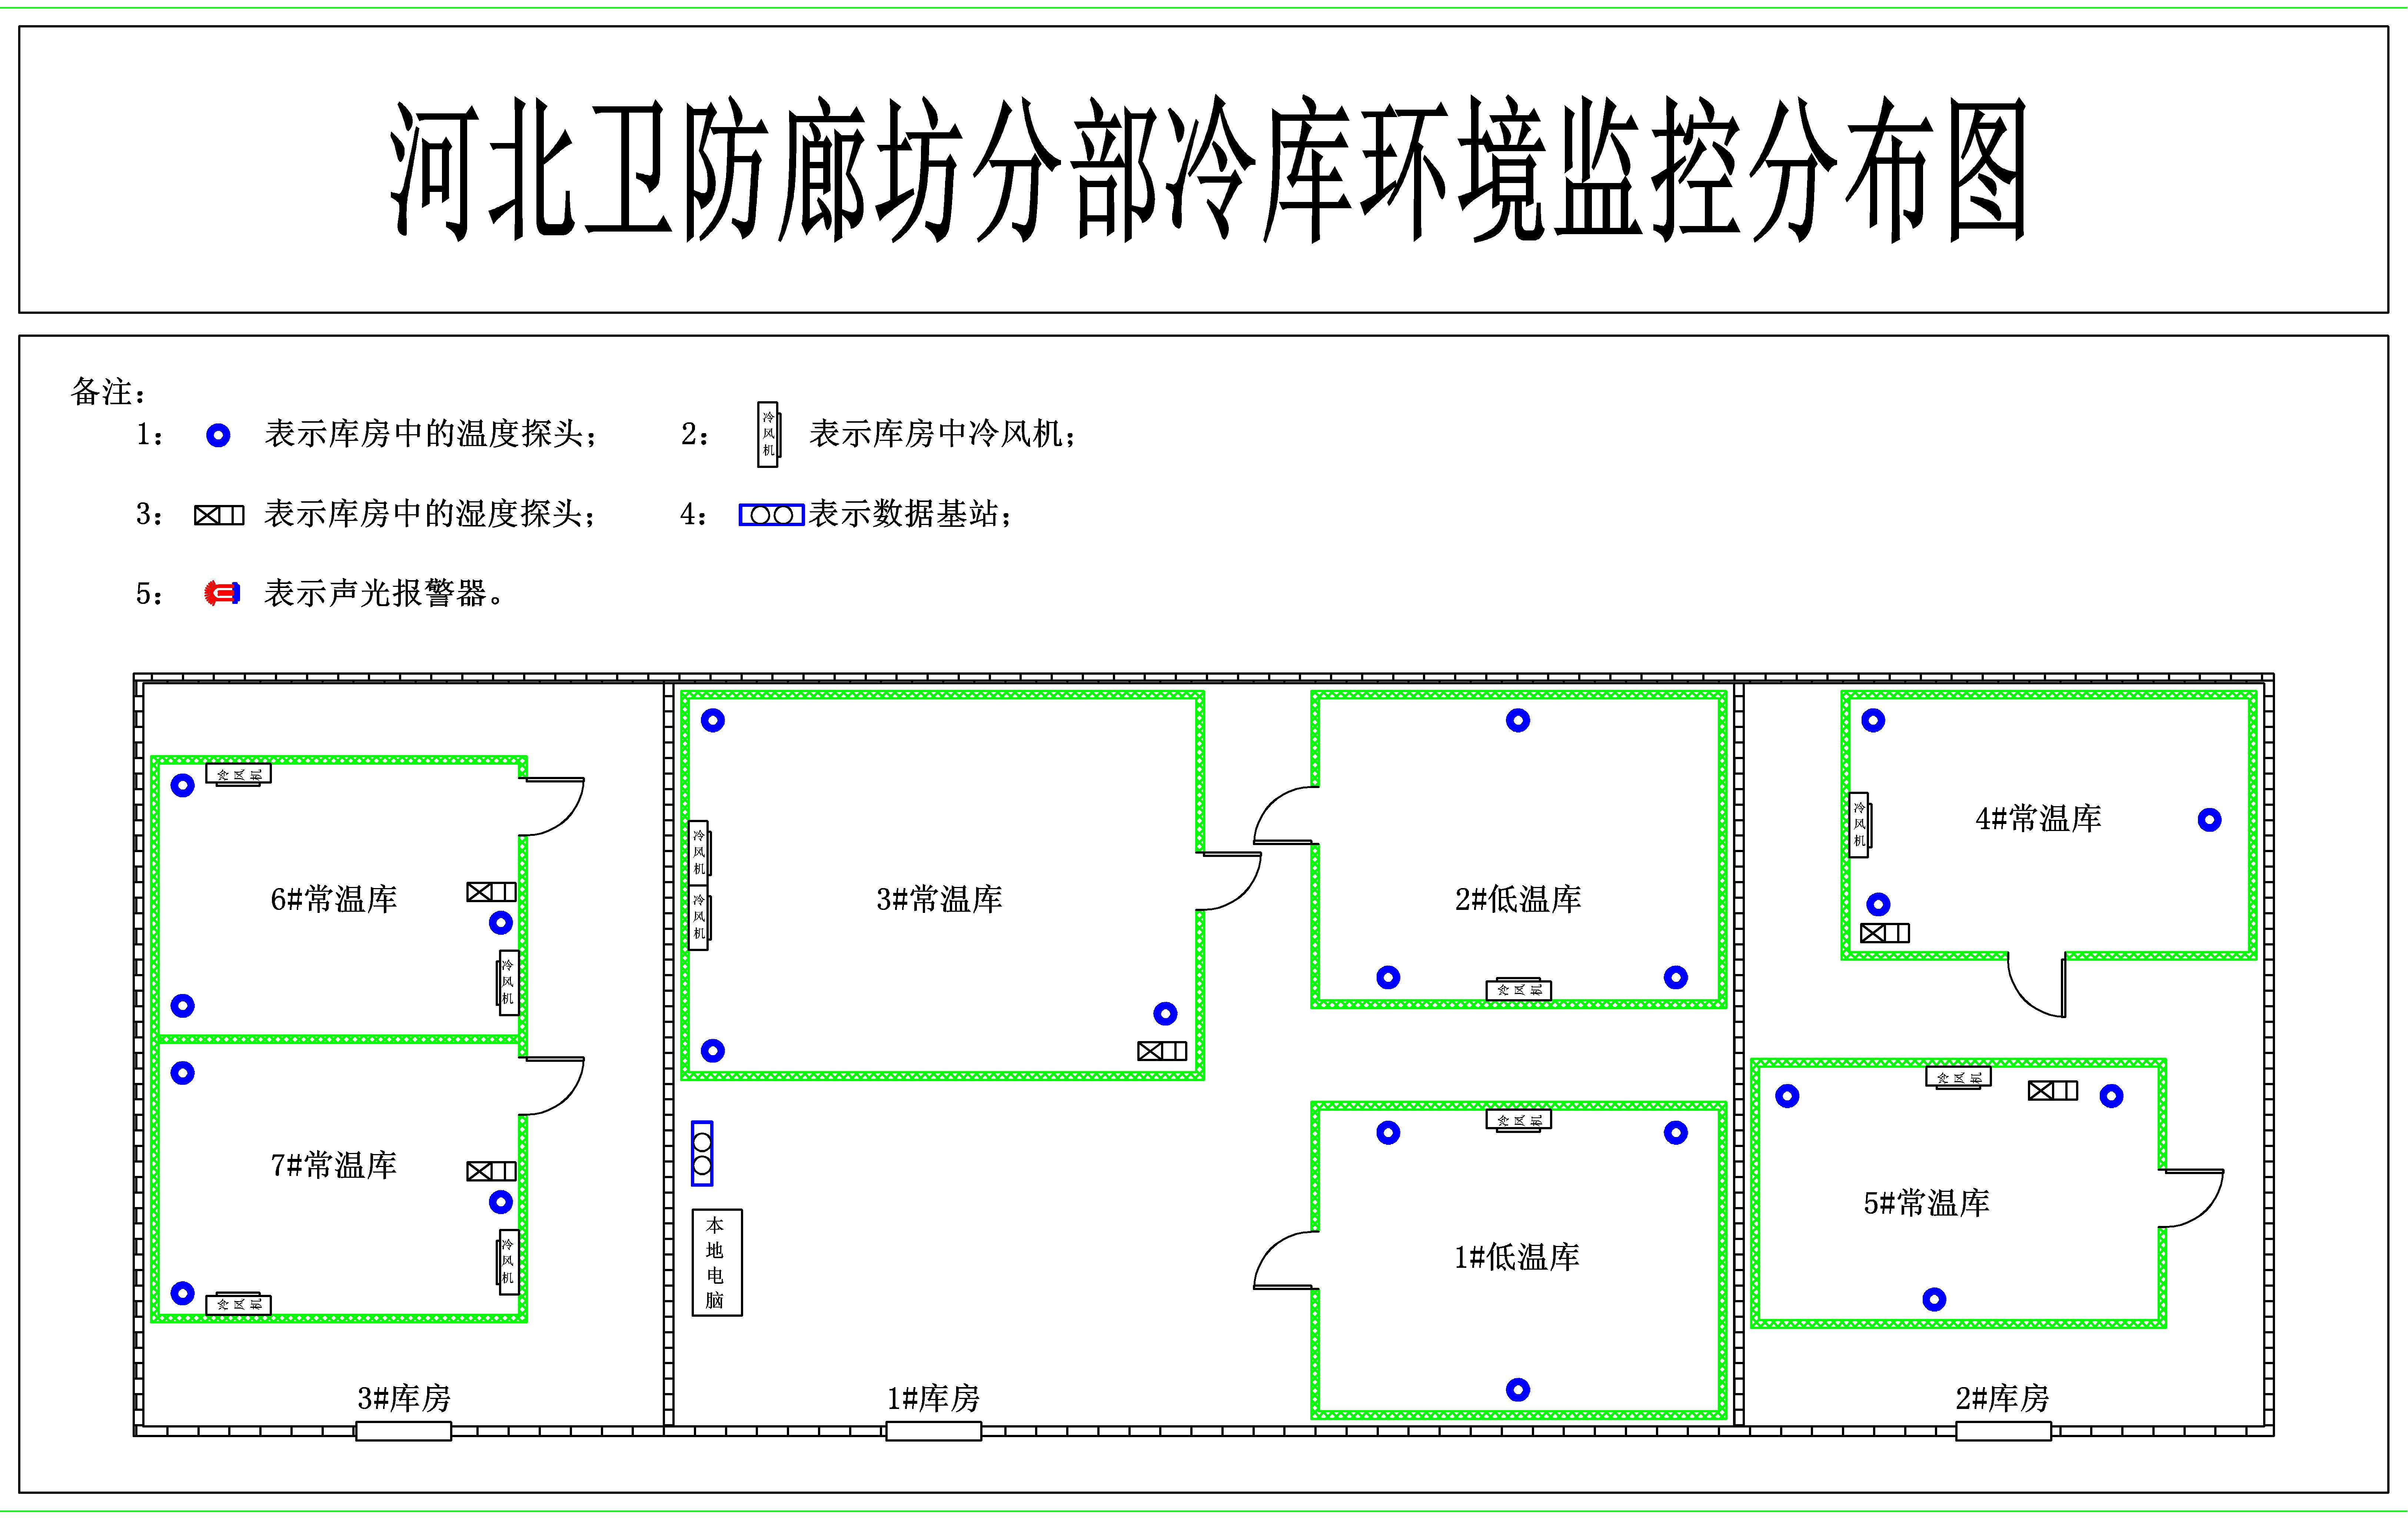 河北卫防廊坊分部冷库环境监控分布图
备注：
1： 表示库房中的温度探头； 2： 冷风机 表示库房中冷风机；
3： 表示库房中的湿度探头； 4： 表示数据基站；
5： 表示声光报警器。
冷风机
6#常温库
冷风机
7#常温库
冷风机
冷风机
3#库房
冷风机
冷风机
3#常温库
2#低温库
冷风机
本地电脑
冷风机
1#低温库
1#库房
冷风机
4#常温库
冷风机
5#常温库
2#库房